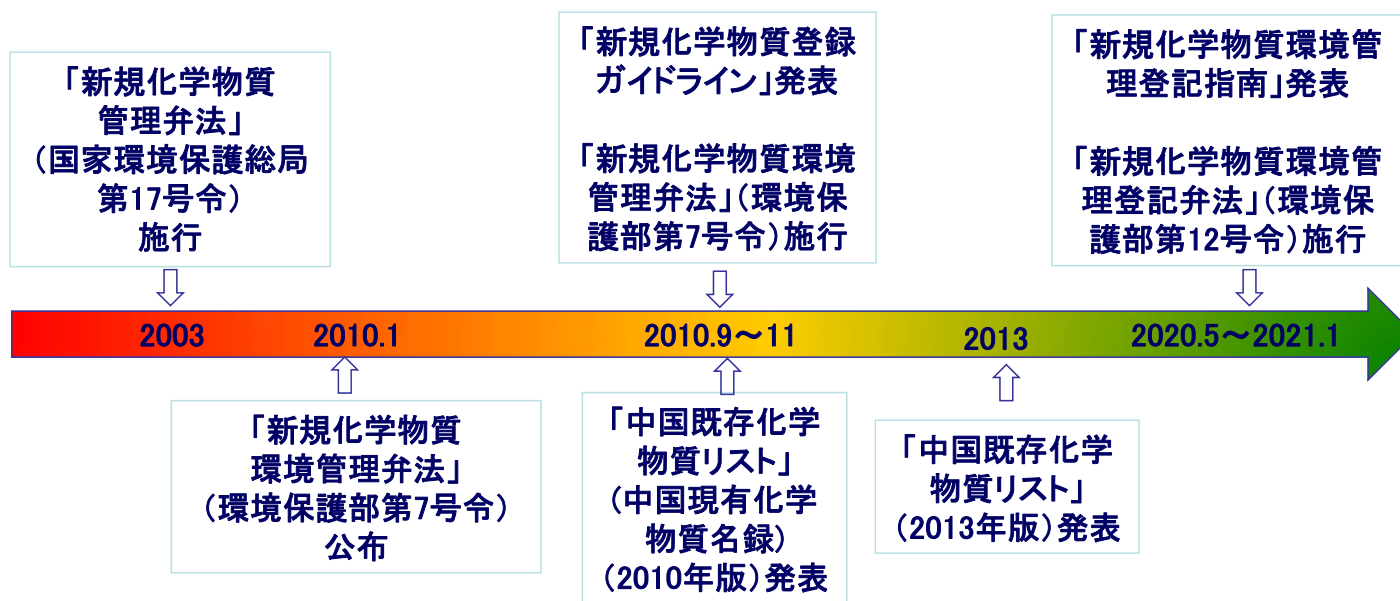 「新規化学物質
管理弁法」
（国家環境保護総局
第17号令）
施行
「新規化学物質登録
ガイドライン」発表
「新規化学物質環境
管理弁法」（環境保
護部第7号令）施行
「新規化学物質環境管
理登記指南」発表
「新規化学物質環境管
理登記弁法」（環境保
護部第12号令）施行
2003
2010.1
2010.9～11
2013
2020.5～2021.1
「新規化学物質
環境管理弁法」
（環境保護部第7号令）
公布
「中国既存化学
物質リスト」
（中国現有化学
物質名録）
（2010年版）発表
「中国既存化学
物質リスト」
（2013年版）発表